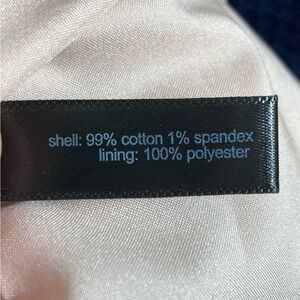 shell: 99% cotton 1% spandex
lining: 100% polyester